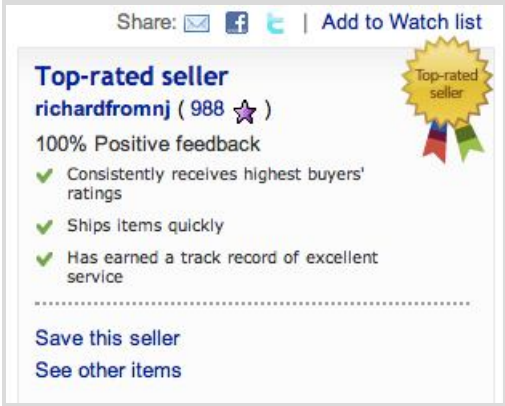 Share: | Add to Watch list
Top-rated seller
Top-rated
seller
richardfromnj ( 988 )
100% Positive feedback
Consistently receives highest buyers'
ratings
Ships items quickly
Has earned a track record of excellent
service
Save this seller
See other items